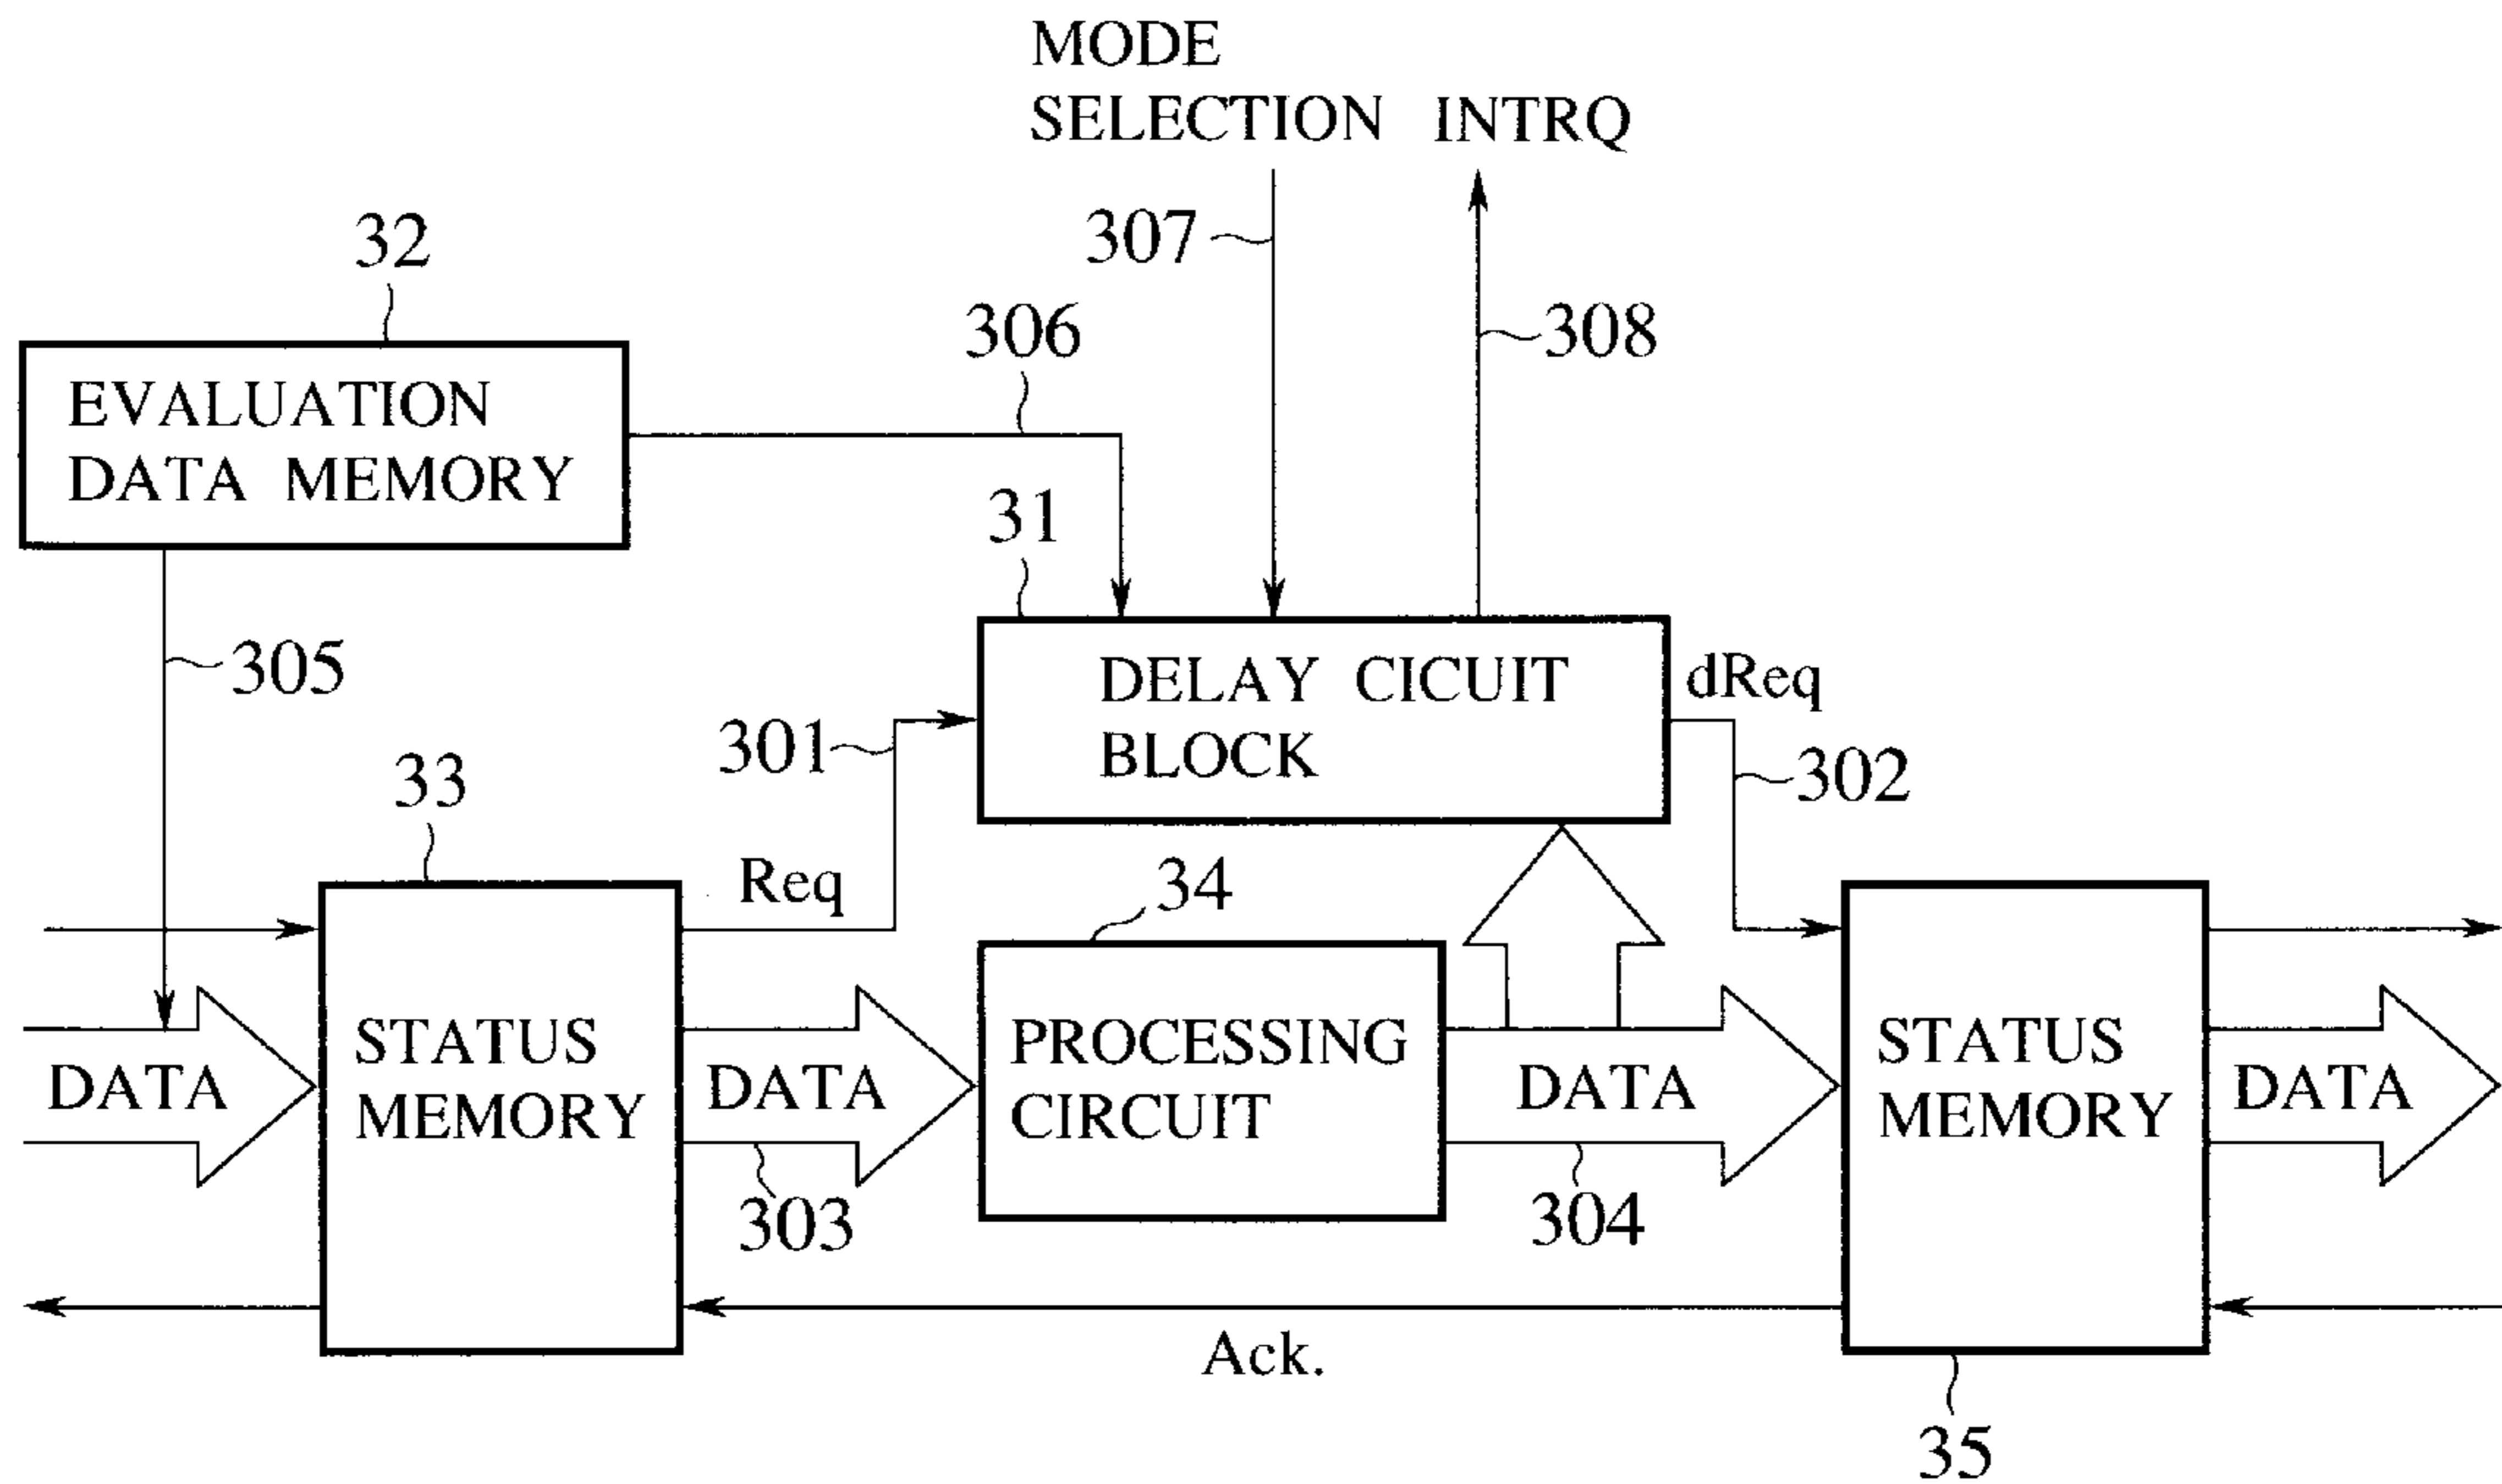 MODE
SELECTION INTRQ
307
32
306
308
EVALUATION
DATA MEMORY
31
305
DELAY CICUIT
BLOCK
dReq
301
302
33
Req
34
STATUS
MEMORY
PROCESSING
CIRCUIT
STATUS
MEMORY
DATA
DATA
DATA
DATA
303
304
Ack.
35